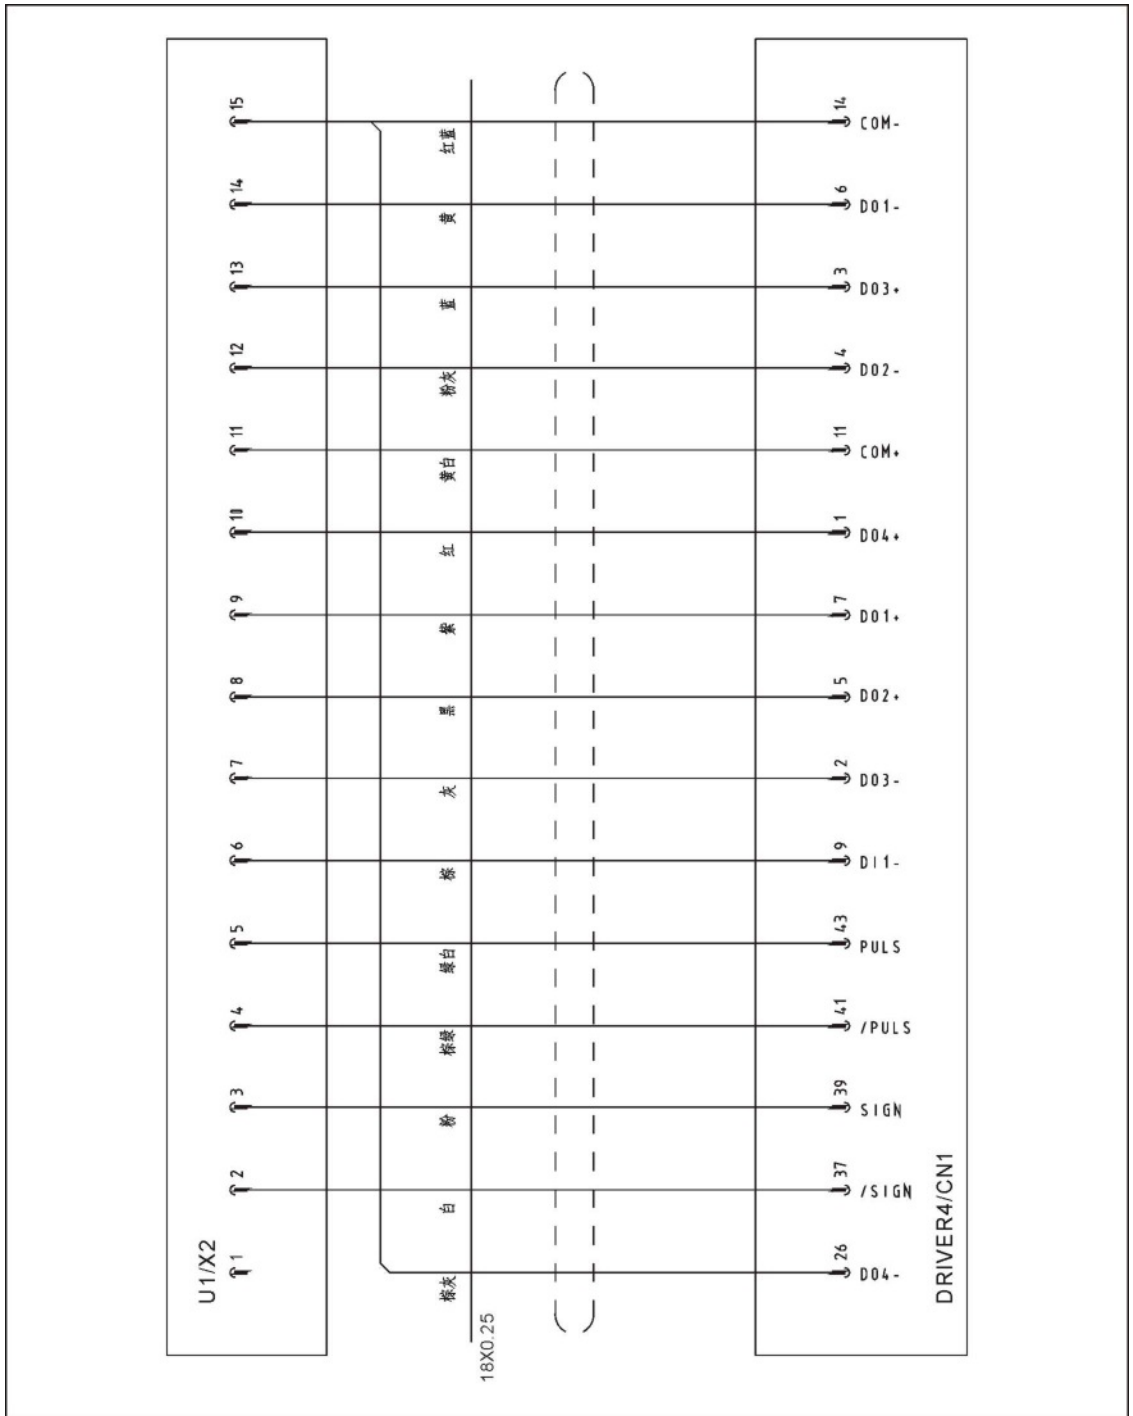 15 红蓝 14 COM-
14 黄 6 DO1-
13 蓝 3 DO3+
12 粉灰 4 DO2-
11 黄白 11 COM+
10 红 1 DO4+
9 紫 7 DO1+
8 黑 5 DO2+
7 灰 2 DO3-
6 棕 9 DI1-
5 绿白 43 PULS
4 棕绿 41 /PULS
3 粉 39 SIGN
2 白 37 /SIGN
1 棕灰 26 DO4-
U1/X2
18X0.25
DRIVER4/CN1